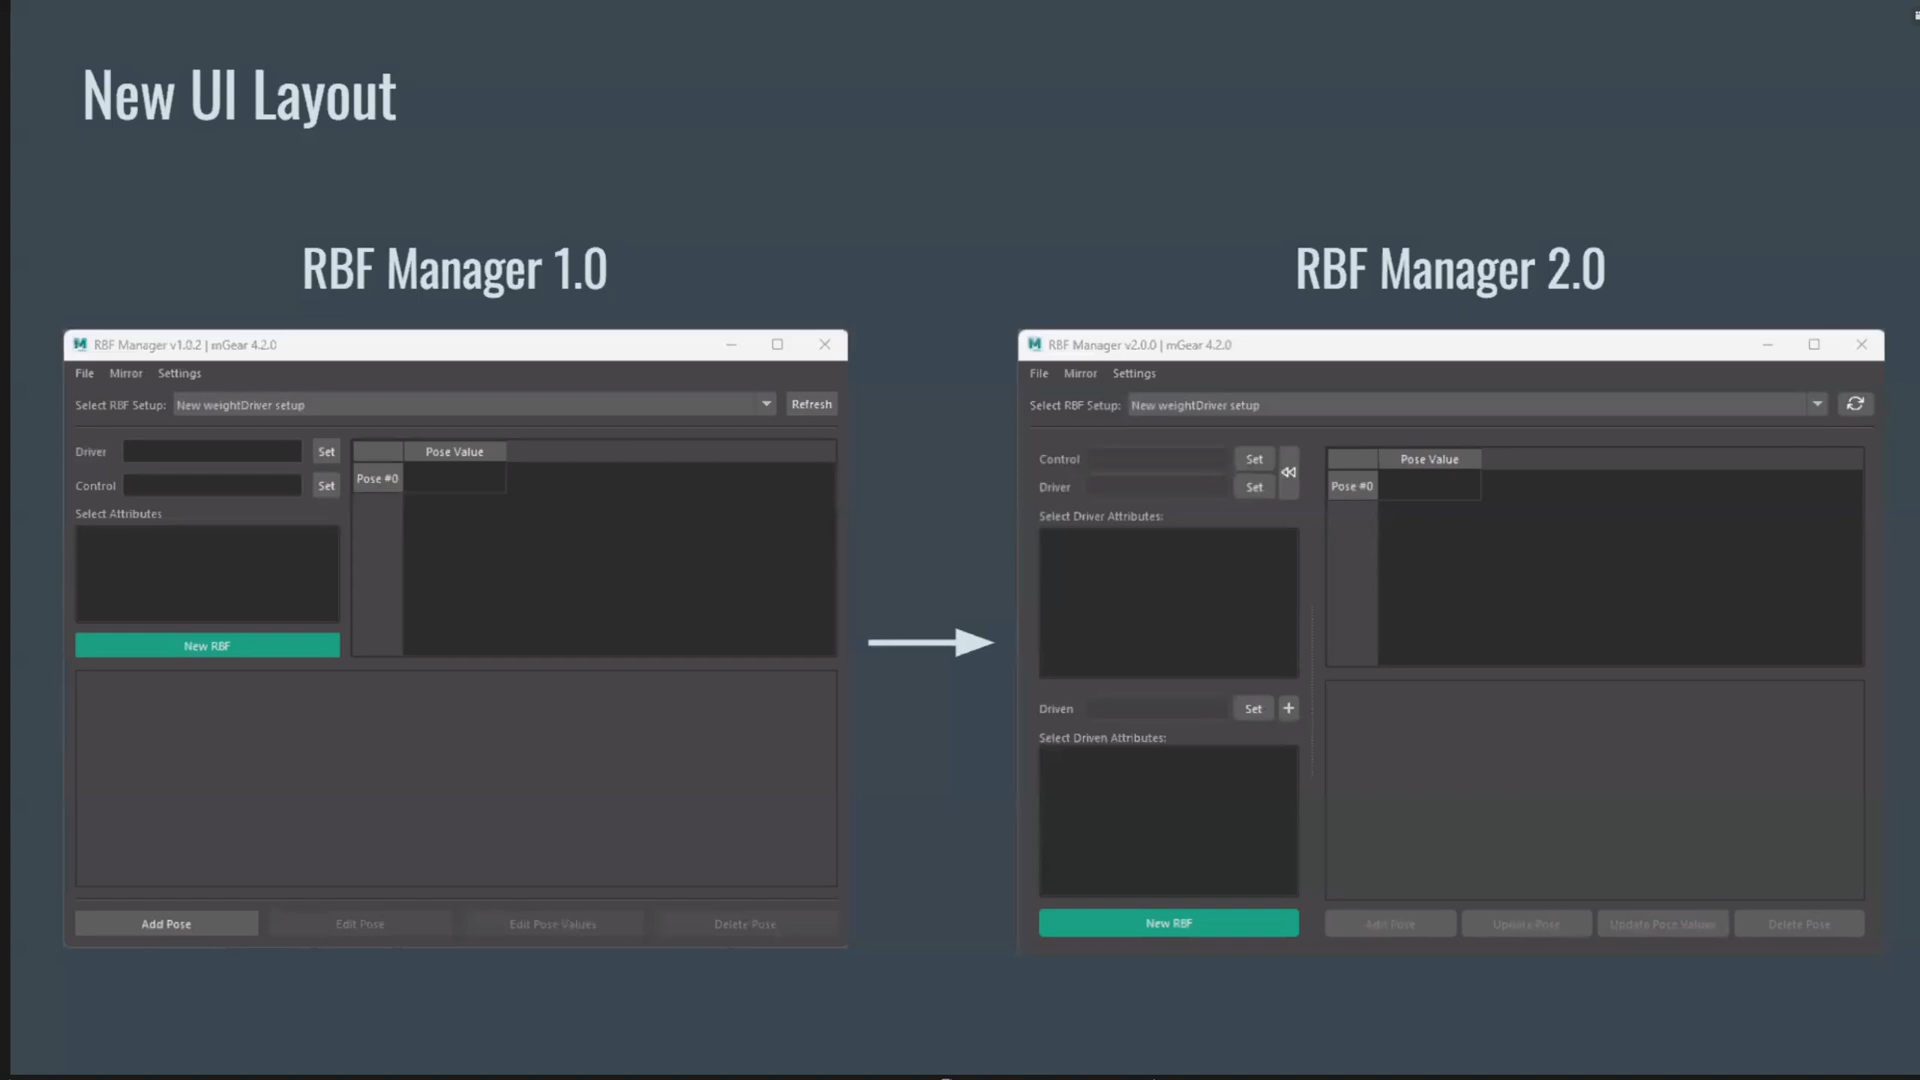 New UI Layout
RBF Manager 1.0
RBF Manager v1.0.2 | mGear 4.2.0
File Mirror Settings
Select RBF Setup: New weightDriver setup Refresh
Driver Set
Control Set
Select Attributes
New RBF
Pose Value
Pose #0
Add Pose Edit Pose Edit Pose Values Delete Pose
RBF Manager 2.0
RBF Manager v2.0.0 | mGear 4.2.0
File Mirror Settings
Select RBF Setup: New weightDriver setup
Control Set
Driver Set
Select Driver Attributes:
Driven Set +
Select Driven Attributes:
New RBF
Pose Value
Pose #0
Add Pose Update Pose Update Pose Values Delete Pose